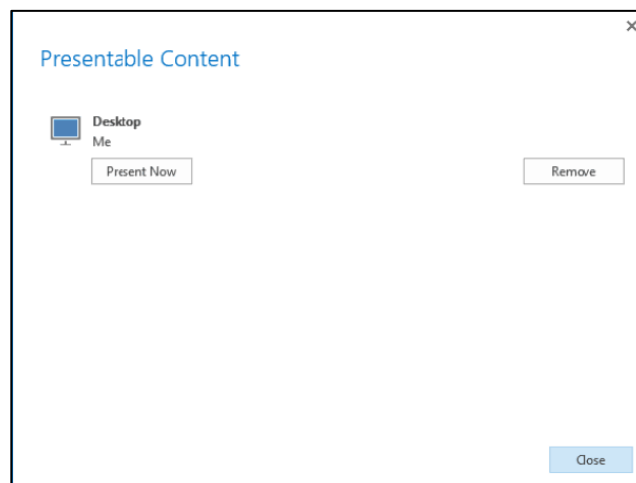 Presentable Content
Desktop
Me
Present Now
Remove
Close